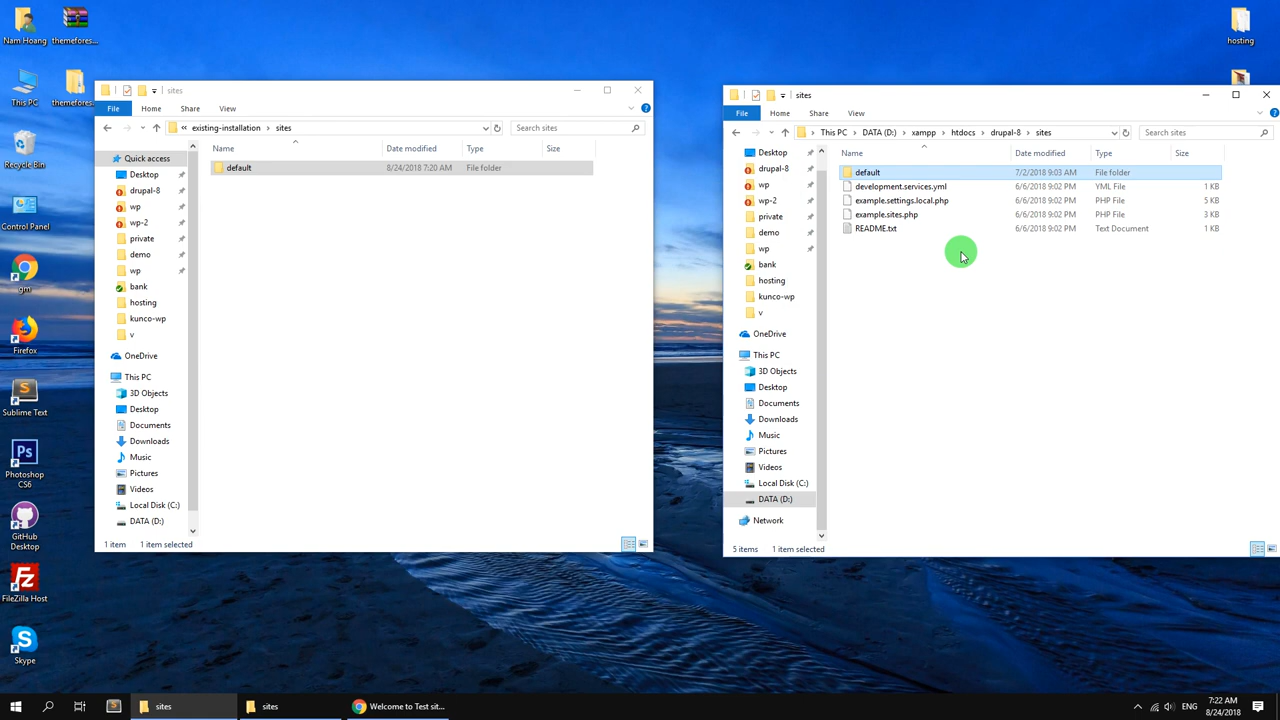 Nam Hoang
themefores...
hosting
This PC
themefores...
Recycle Bin
Control Panel
gm
Firefox
Sublime Text
Photoshop
CS6
GitHub
Desktop
FileZilla Host
Skype
sites
File
Home
Share
View
«
existing-installation
sites
Search sites
Quick access
Desktop
drupal-8
wp
wp-2
private
demo
wp
bank
hosting
kunco-wp
v
OneDrive
This PC
3D Objects
Desktop
Documents
Downloads
Music
Pictures
Videos
Local Disk (C:)
DATA (D:)
Name
Date modified
Type
Size
default
8/24/2018 7:20 AM
File folder
1 item
1 item selected
sites
File
Home
Share
View
This PC
DATA (D:)
xampp
htdocs
drupal-8
sites
Search sites
Desktop
drupal-8
wp
wp-2
private
demo
wp
bank
hosting
kunco-wp
v
OneDrive
This PC
3D Objects
Desktop
Documents
Downloads
Music
Pictures
Videos
Local Disk (C:)
DATA (D:)
Network
Name
Date modified
Type
Size
default
7/2/2018 9:03 AM
File folder
development.services.yml
6/6/2018 9:02 PM
YML File
1 KB
example.settings.local.php
6/6/2018 9:02 PM
PHP File
5 KB
example.sites.php
6/6/2018 9:02 PM
PHP File
3 KB
README.txt
6/6/2018 9:02 PM
Text Document
1 KB
5 items
1 item selected
sites
sites
Welcome to Test sit...
ENG
7:22 AM
8/24/2018